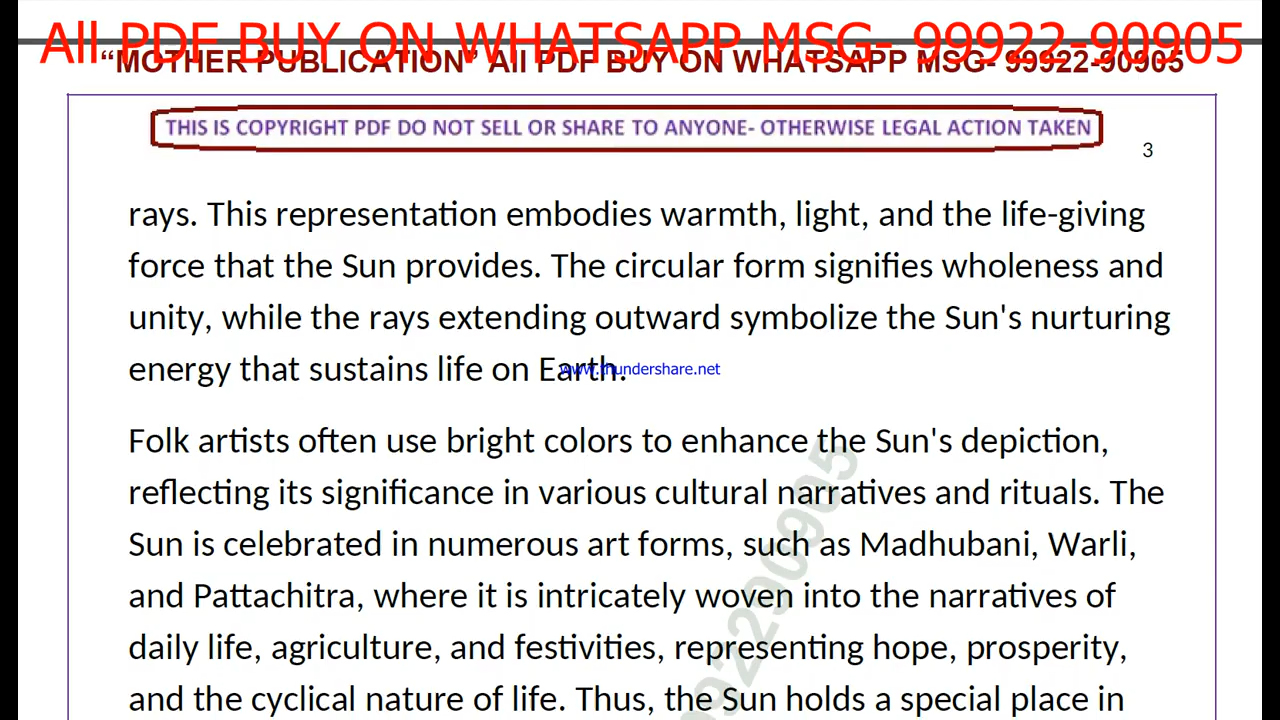 All PDF BUY ON WHATSAPP MSG- 99922-90905
“MOTHER PUBLICATION” All PDF BUY ON WHATSAPP MSG- 99922-90905
THIS IS COPYRIGHT PDF DO NOT SELL OR SHARE TO ANYONE- OTHERWISE LEGAL ACTION TAKEN
3
rays. This representation embodies warmth, light, and the life-giving
force that the Sun provides. The circular form signifies wholeness and
unity, while the rays extending outward symbolize the Sun's nurturing
energy that sustains life on Earth.
www.thundershare.net
Folk artists often use bright colors to enhance the Sun's depiction,
reflecting its significance in various cultural narratives and rituals. The
Sun is celebrated in numerous art forms, such as Madhubani, Warli,
and Pattachitra, where it is intricately woven into the narratives of
daily life, agriculture, and festivities, representing hope, prosperity,
and the cyclical nature of life. Thus, the Sun holds a special place in
9922990905